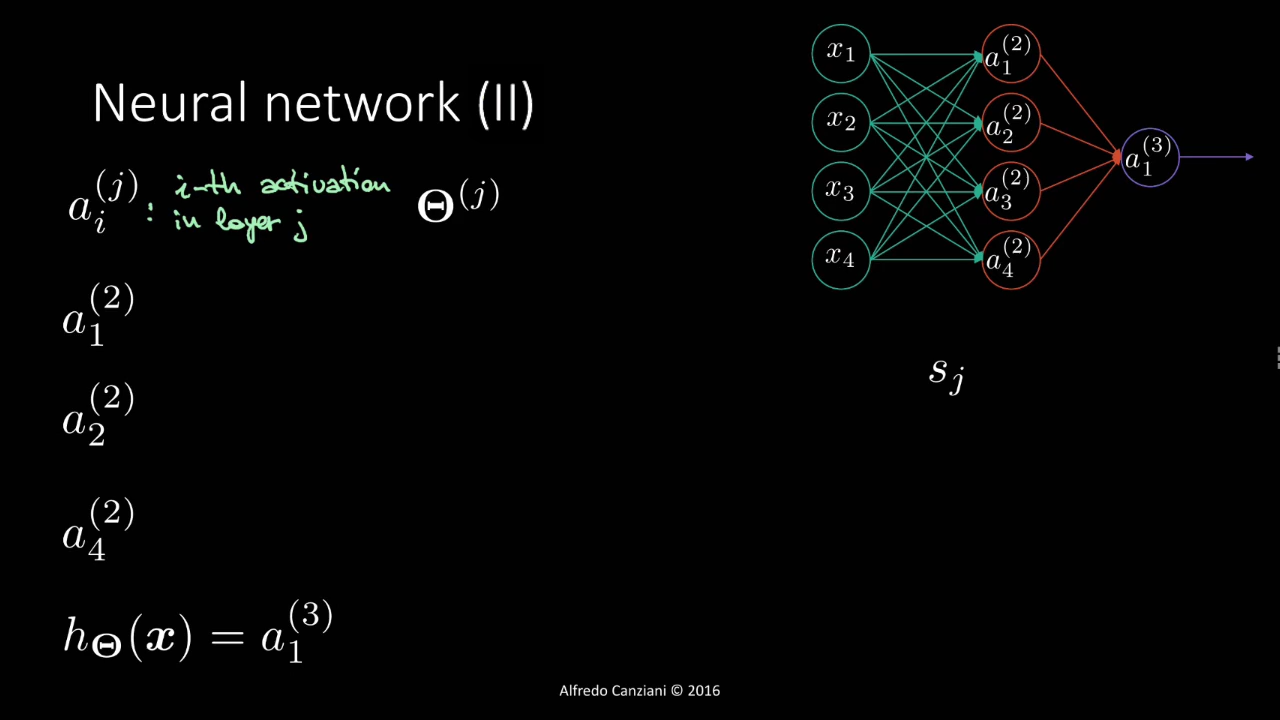 Neural network (II)
a_i^{(j)} : i-th activation in layer j
Θ^{(j)}
a_1^{(2)}
a_2^{(2)}
a_4^{(2)}
h_Θ(x) = a_1^{(3)}
x_1
x_2
x_3
x_4
a_1^{(2)}
a_2^{(2)}
a_3^{(2)}
a_4^{(2)}
a_1^{(3)}
s_j
Alfredo Canziani © 2016